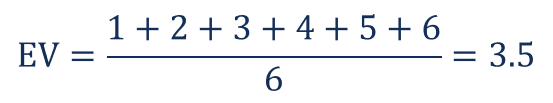 EV = (1 + 2 + 3 + 4 + 5 + 6) / 6 = 3.5